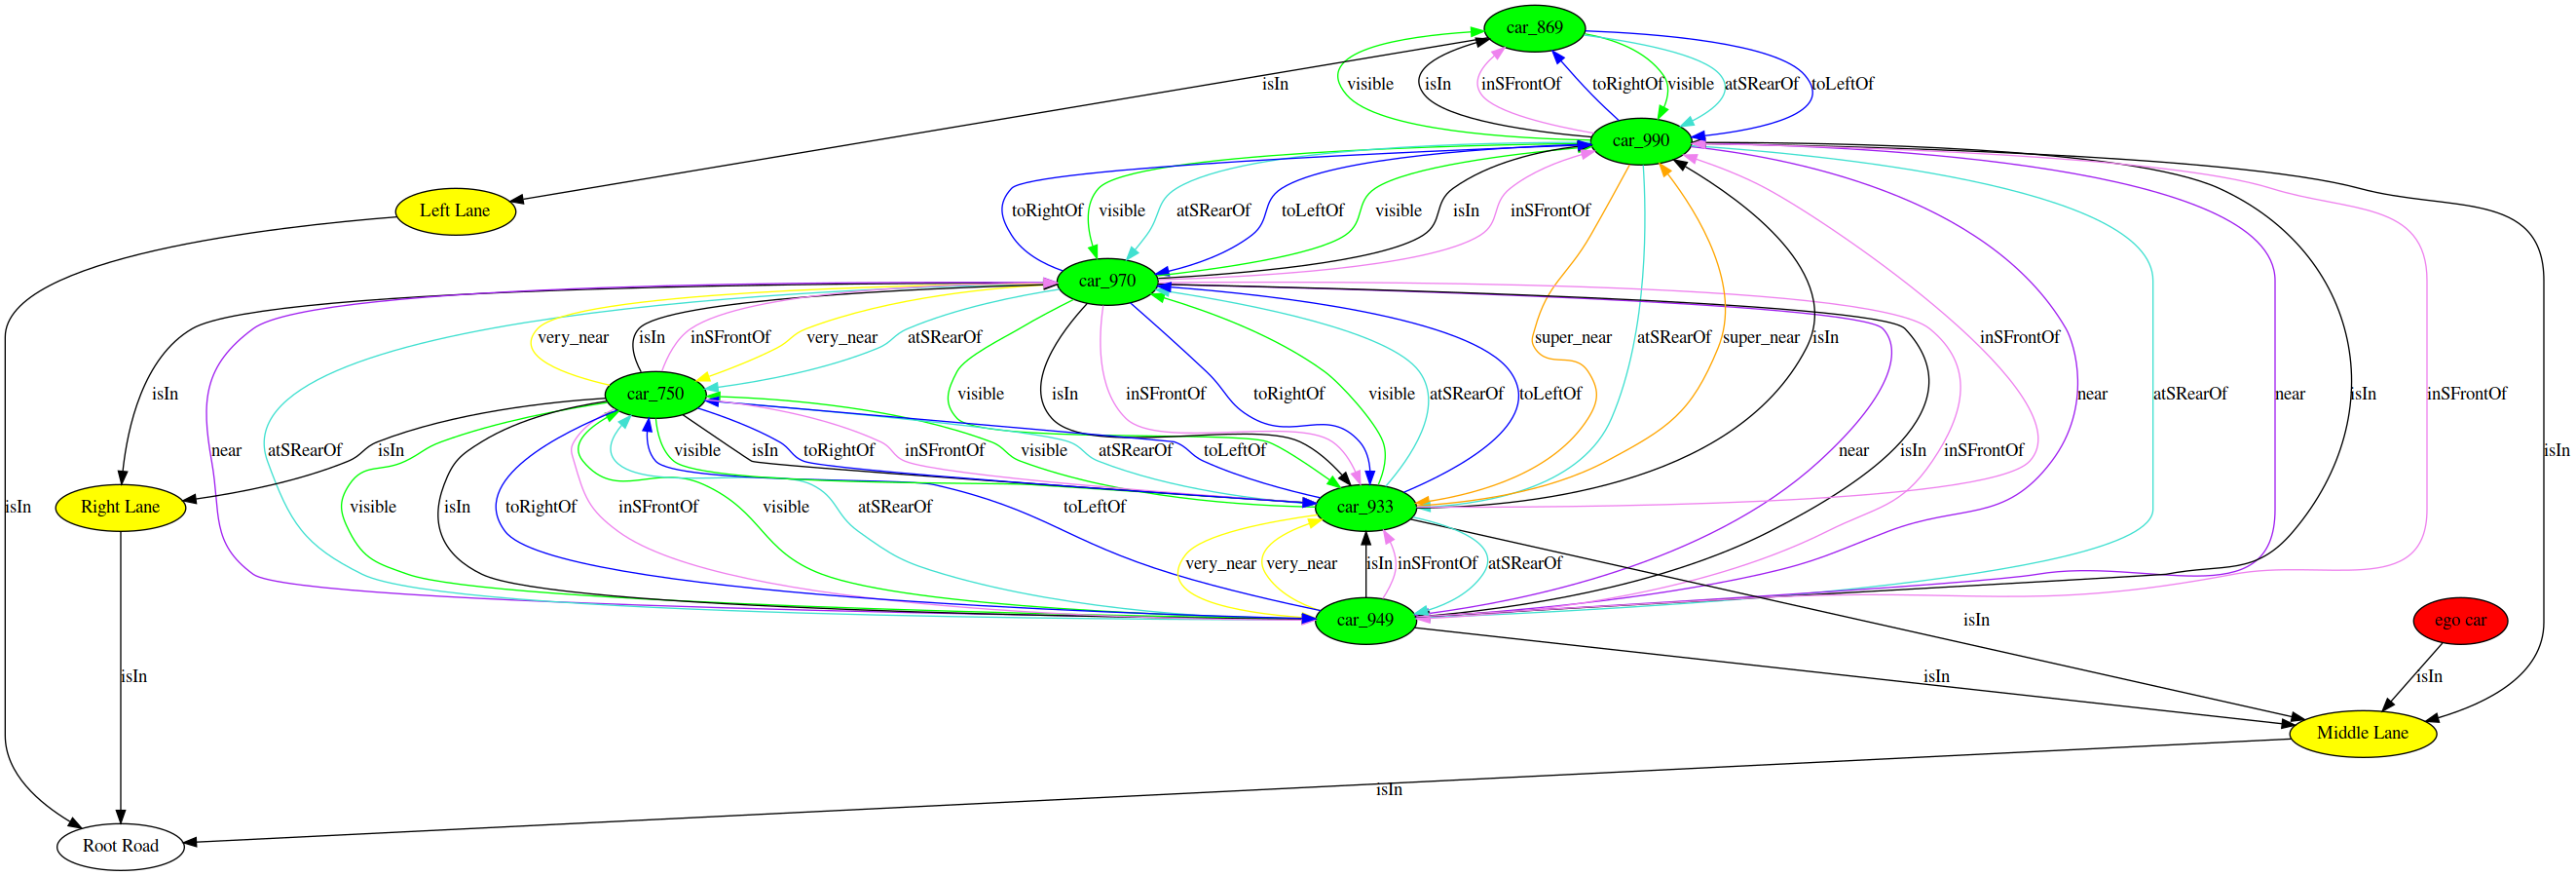 car_869
isIn visible isIn inSFrontOf toRightOf visible atSRearOf toLeftOf
car_990
Left Lane toRightOf visible atSRearOf toLeftOf visible isIn inSFrontOf
car_970
very_near isIn inSFrontOf very_near atSRearOf super_near atSRearOf super_near isIn inSFrontOf
isIn car_750 visible isIn inSFrontOf toRightOf visible atSRearOf toLeftOf near atSRearOf near isIn inSFrontOf
near atSRearOf isIn visible isIn toRightOf inSFrontOf visible atSRearOf toLeftOf near isIn inSFrontOf isIn
isIn Right Lane visible isIn toRightOf inSFrontOf visible atSRearOf toLeftOf car_933
very_near very_near isIn inSFrontOf atSRearOf
car_949 isIn ego car
isIn isIn isIn
Middle Lane
isIn
Root Road